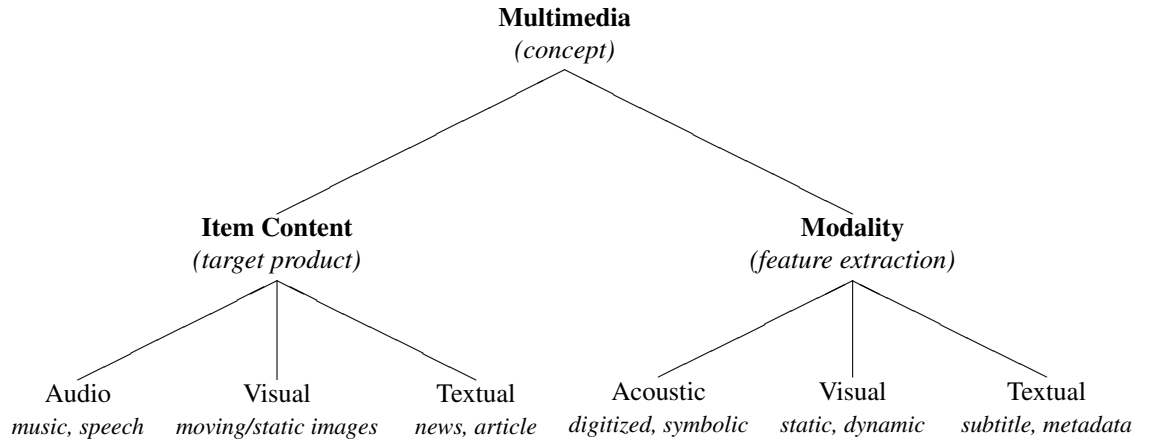 Multimedia
(concept)
Item Content
(target product)
Modality
(feature extraction)
Audio
music, speech
Visual
moving/static images
Textual
news, article
Acoustic
digitized, symbolic
Visual
static, dynamic
Textual
subtitle, metadata